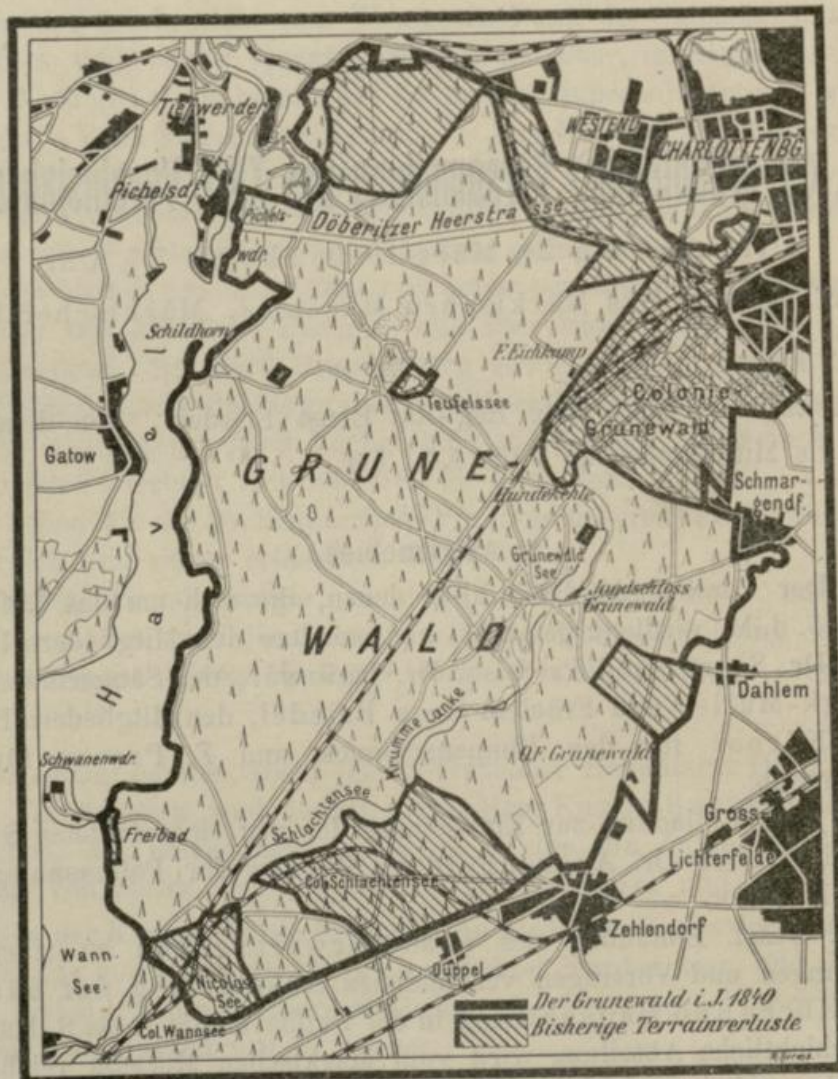 Tiefwerder
WESTEND
CHARLOTTENBG.
Pichelsdf.
Pichels-
wdr.
Döberitzer Heerstrasse
Schildhorn
F. Eichkamp
Teufelssee
Colonie-
Grunewald
Gatow
GRUNE-
Hundekehle
Schmar-
gendf.
Grunewald
See
Jagdschloss
Grunewald
WALD
Havel
Dahlem
Krumme Lanke
Schwanenwdr.
O.F. Grunewald
Schlachtensee
Gross-
Lichterfelde
Freibad
Col. Schlachtensee
Zehlendorf
Wann-
See
Nicolas-
See
Düppel
Col. Wannsee
Der Grunewald i.J. 1840
Bisherige Terrainverluste